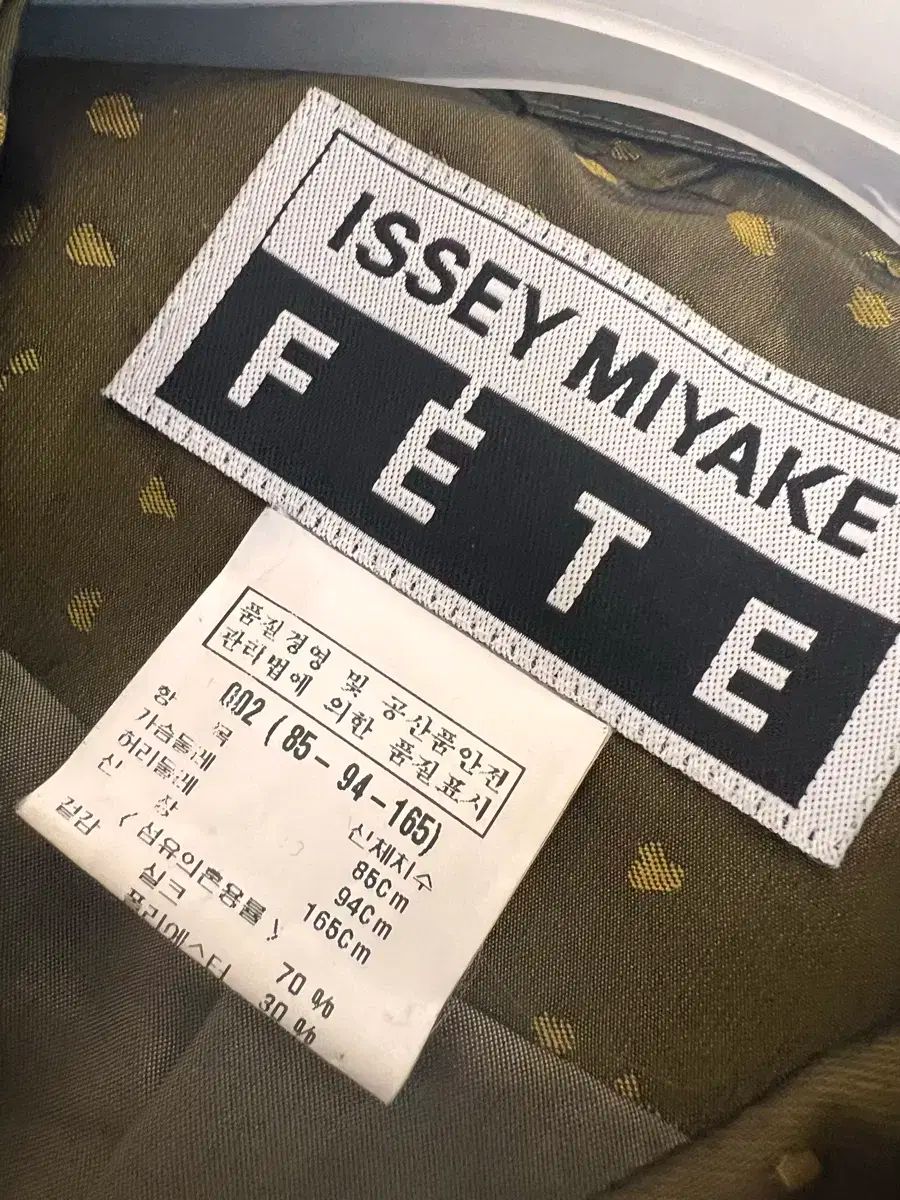 ISSEY MIYAKE
FÉTE
품질경영 및 공산품안전
관리법에 의한 품질표시
002 (85-94-165)
항 목 신체치수
가슴둘레 85Cm
허리둘레 94Cm
신 장 165Cm
<섬유의혼용률>
겉감 실크 70%
폴리에스터 30%